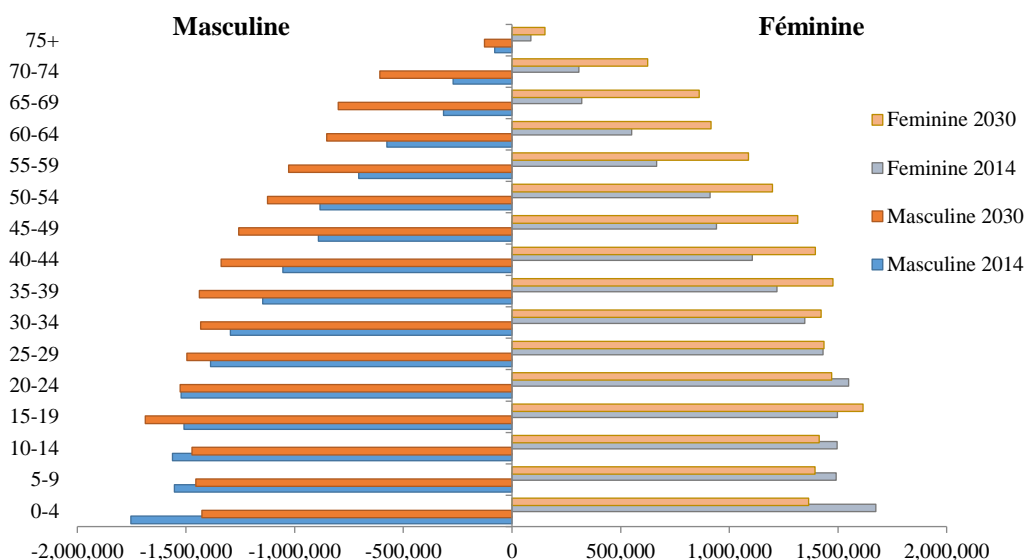 Masculine
Féminine
75+
70-74
65-69
60-64
55-59
50-54
45-49
40-44
35-39
30-34
25-29
20-24
15-19
10-14
5-9
0-4
Feminine 2030
Feminine 2014
Masculine 2030
Masculine 2014
-2,000,000 -1,500,000 -1,000,000 -500,000 0 500,000 1,000,000 1,500,000 2,000,000